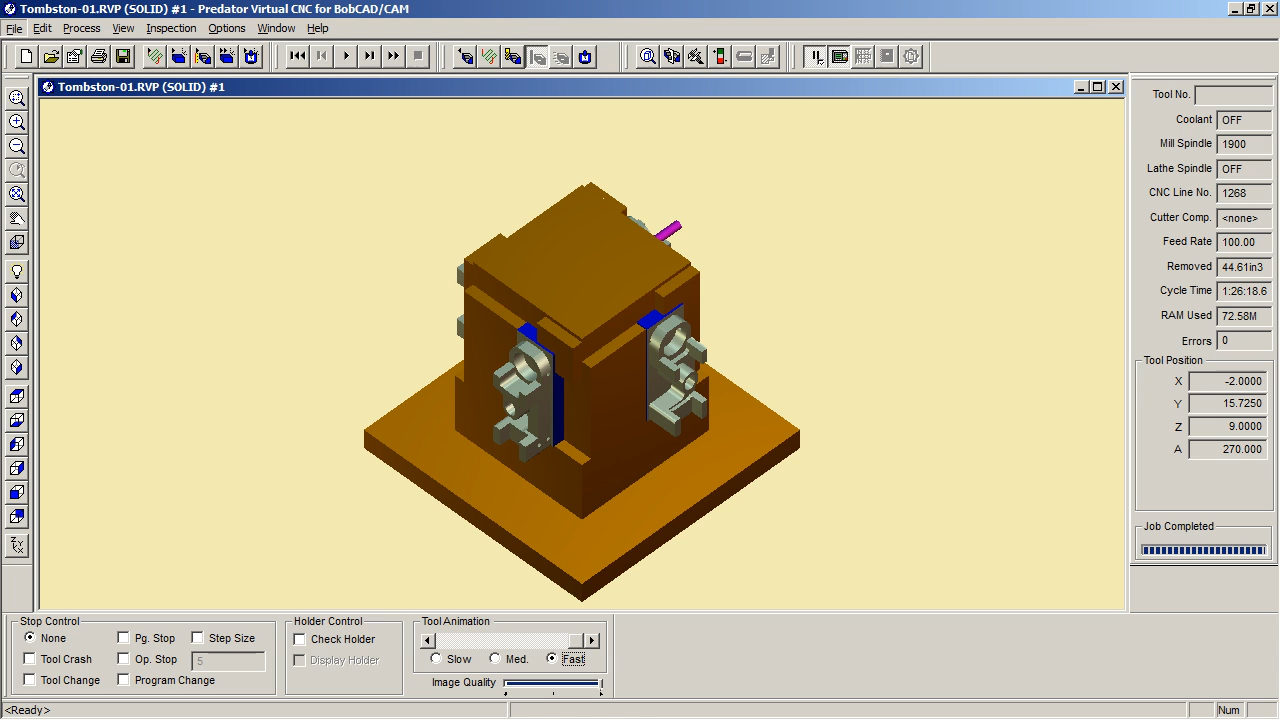 Tombston-01.RVP (SOLID) #1 - Predator Virtual CNC for BobCAD/CAM
File Edit Process View Inspection Options Window Help
Tombston-01.RVP (SOLID) #1
Tool No.
Coolant OFF
Mill Spindle 1900
Lathe Spindle OFF
CNC Line No. 1268
Cutter Comp. <none>
Feed Rate 100.00
Removed 44.61in3
Cycle Time 1:26:18.6
RAM Used 72.58M
Errors 0
Tool Position
X -2.0000
Y 15.7250
Z 9.0000
A 270.000
Job Completed
Stop Control
None Pg. Stop Step Size
Tool Crash Op. Stop 5
Tool Change Program Change
Holder Control
Check Holder
Display Holder
Tool Animation
Slow Med. Fast
Image Quality
<Ready> Num